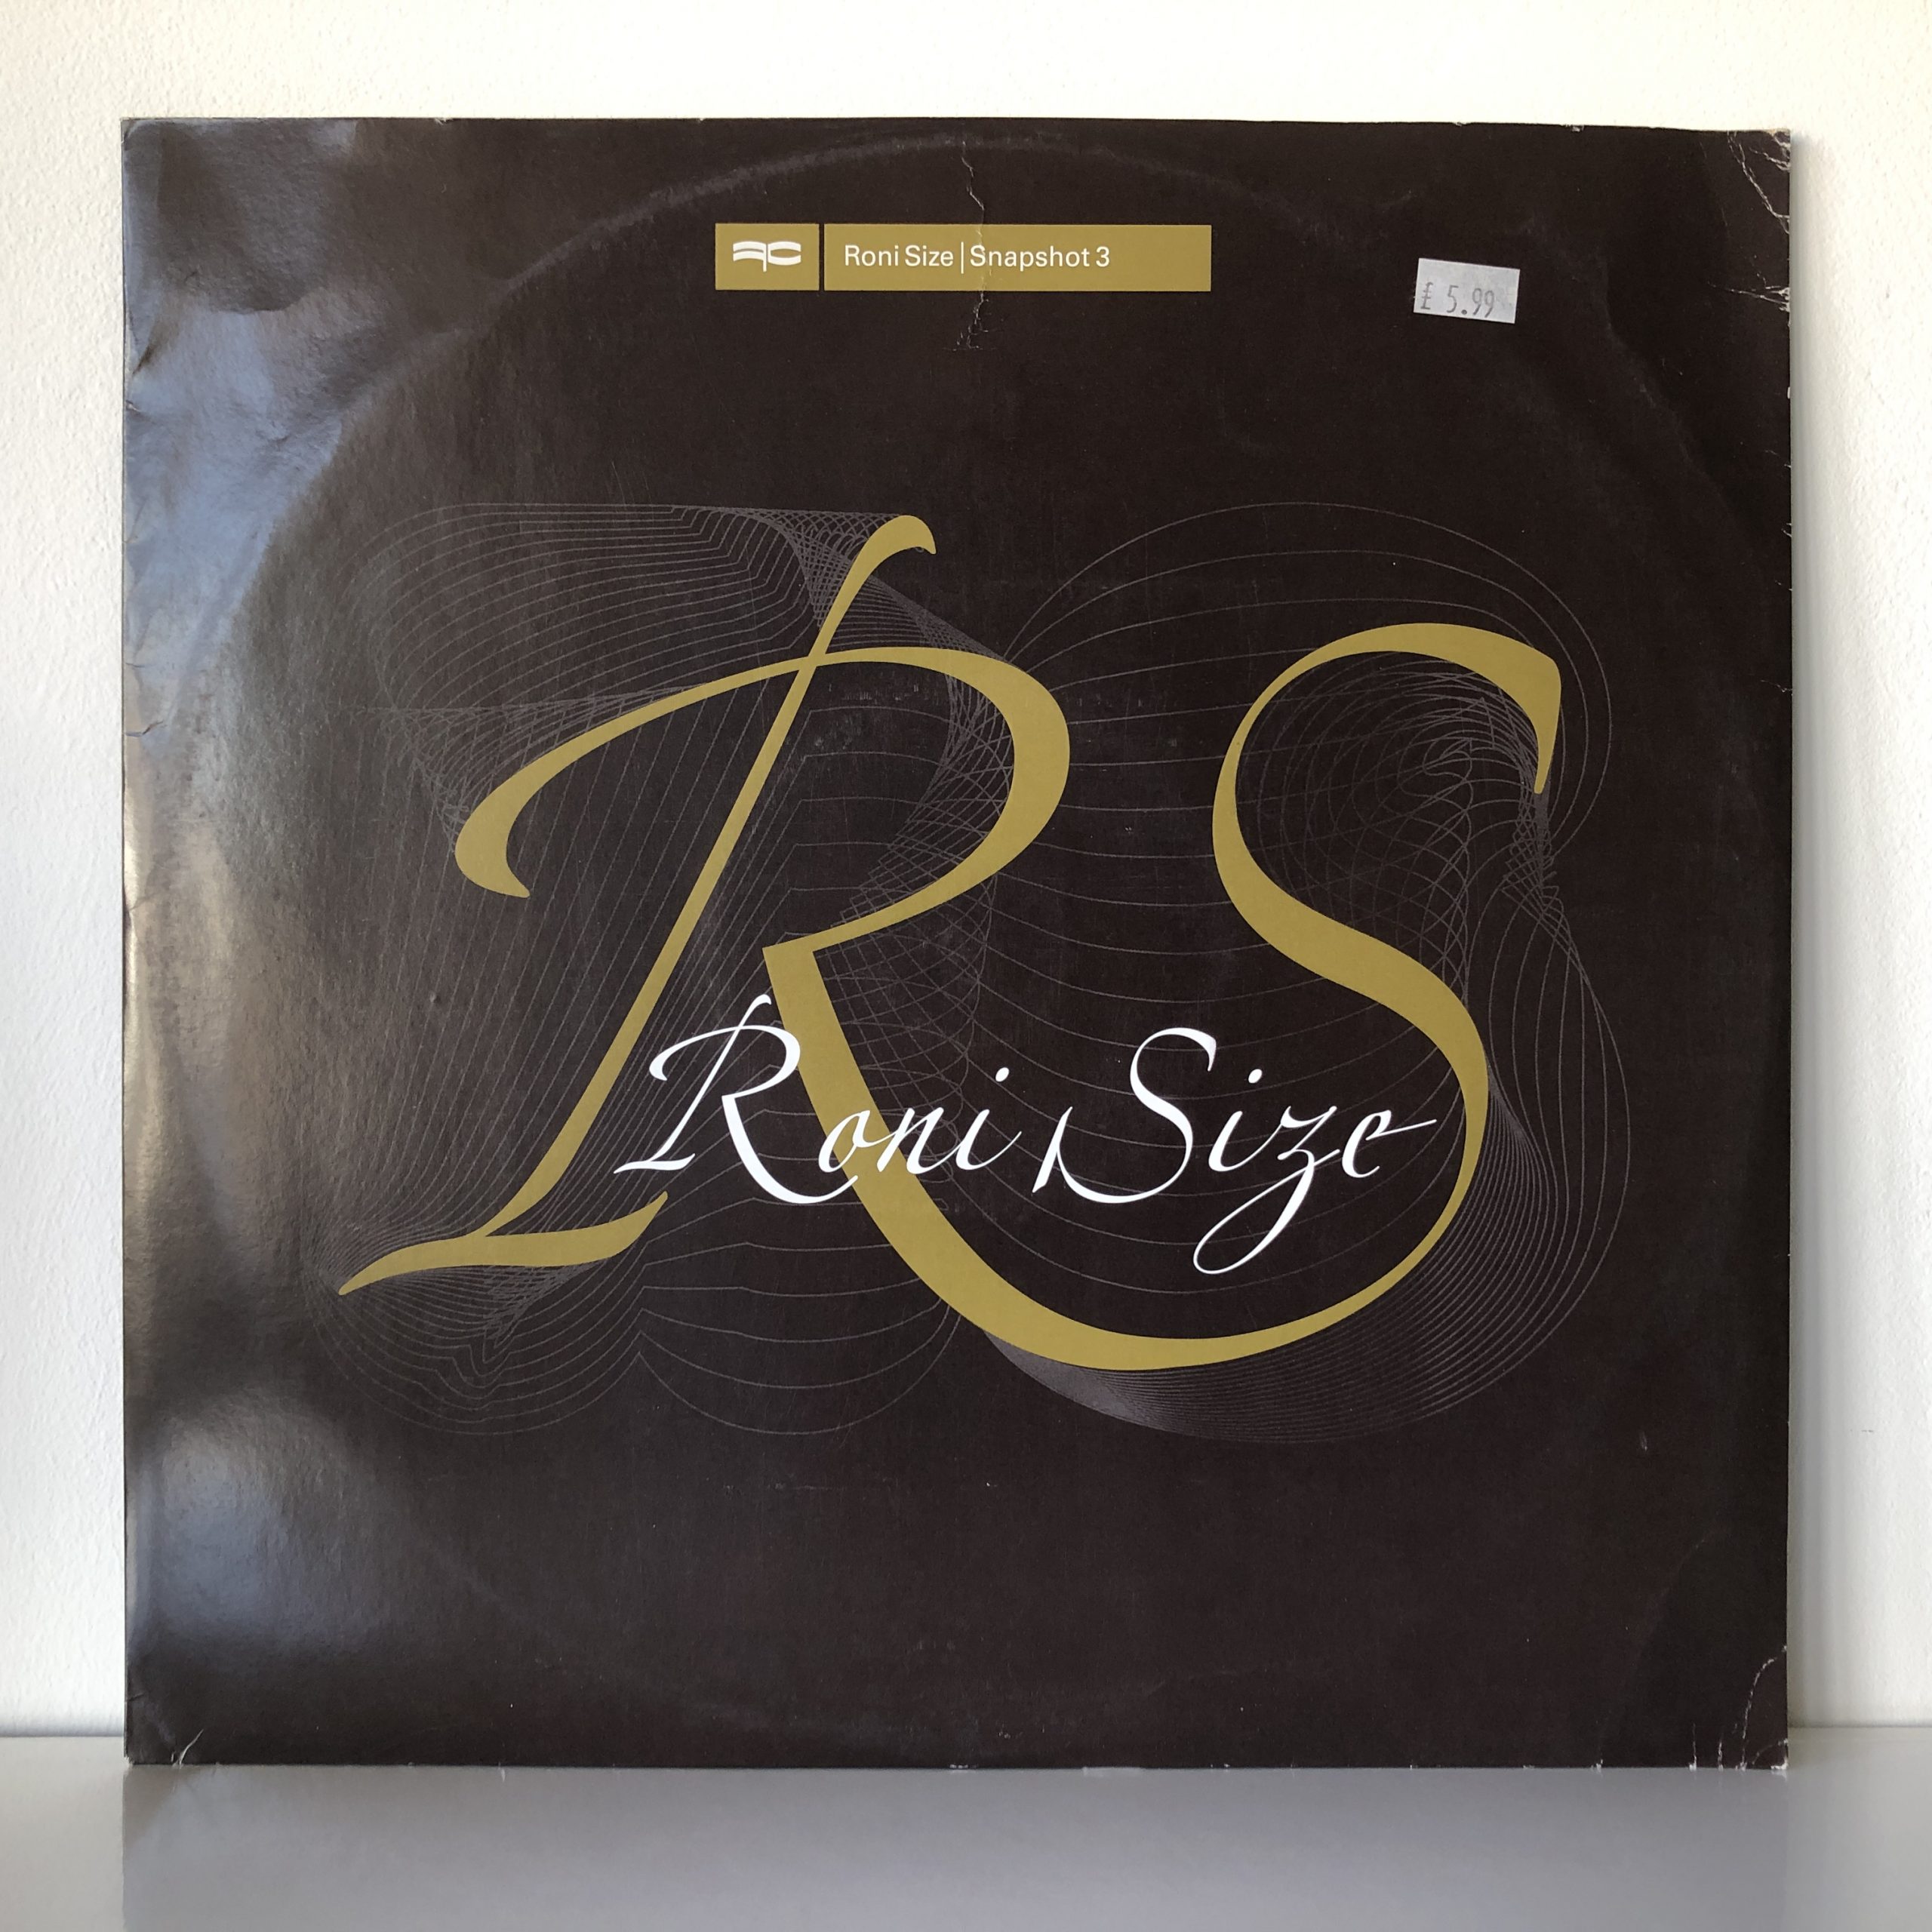 Roni Size | Snapshot 3
£ 5.99
RS
Roni Size